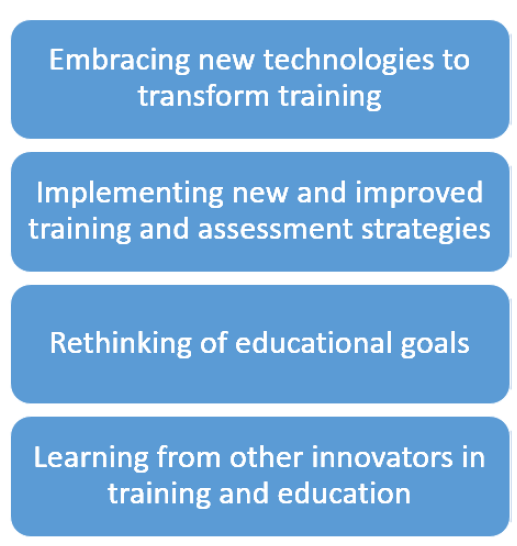 Embracing new technologies to
transform training
Implementing new and improved
training and assessment strategies
Rethinking of educational goals
Learning from other innovators in
training and education